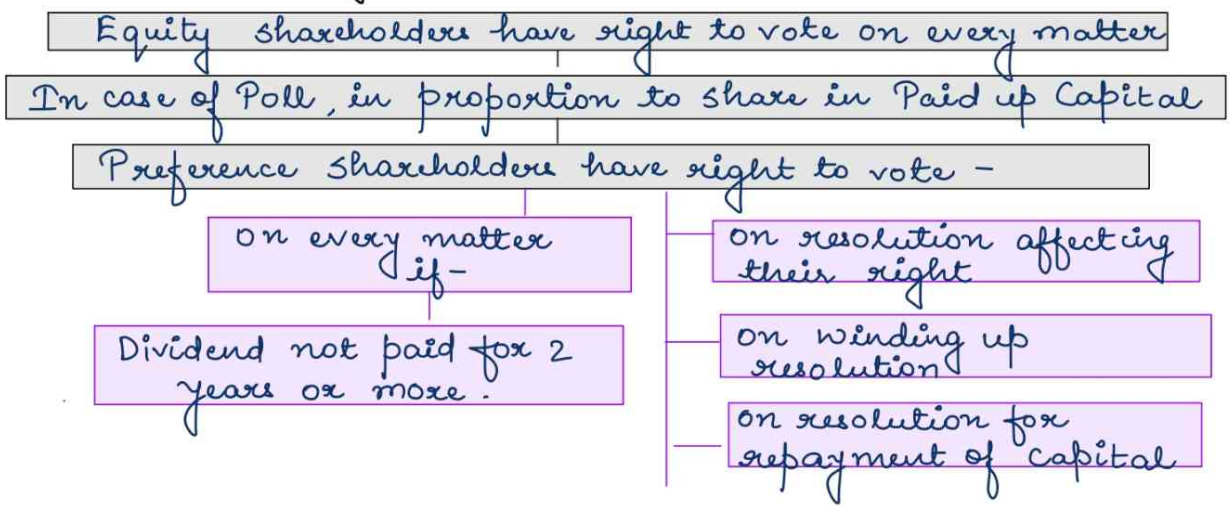 Equity shareholders have right to vote on every matter
In case of Poll, in proportion to share in Paid up Capital
Preference shareholders have right to vote -
on every matter
if -
Dividend not paid for 2
years or more.
on resolution affecting
their right
on winding up
resolution
on resolution for
repayment of capital